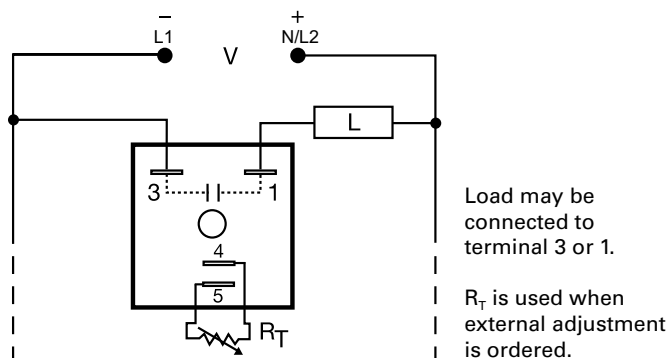 – +
L1 V N/L2
L
3 1
4
5
RT
Load may be
connected to
terminal 3 or 1.
RT is used when
external adjustment
is ordered.